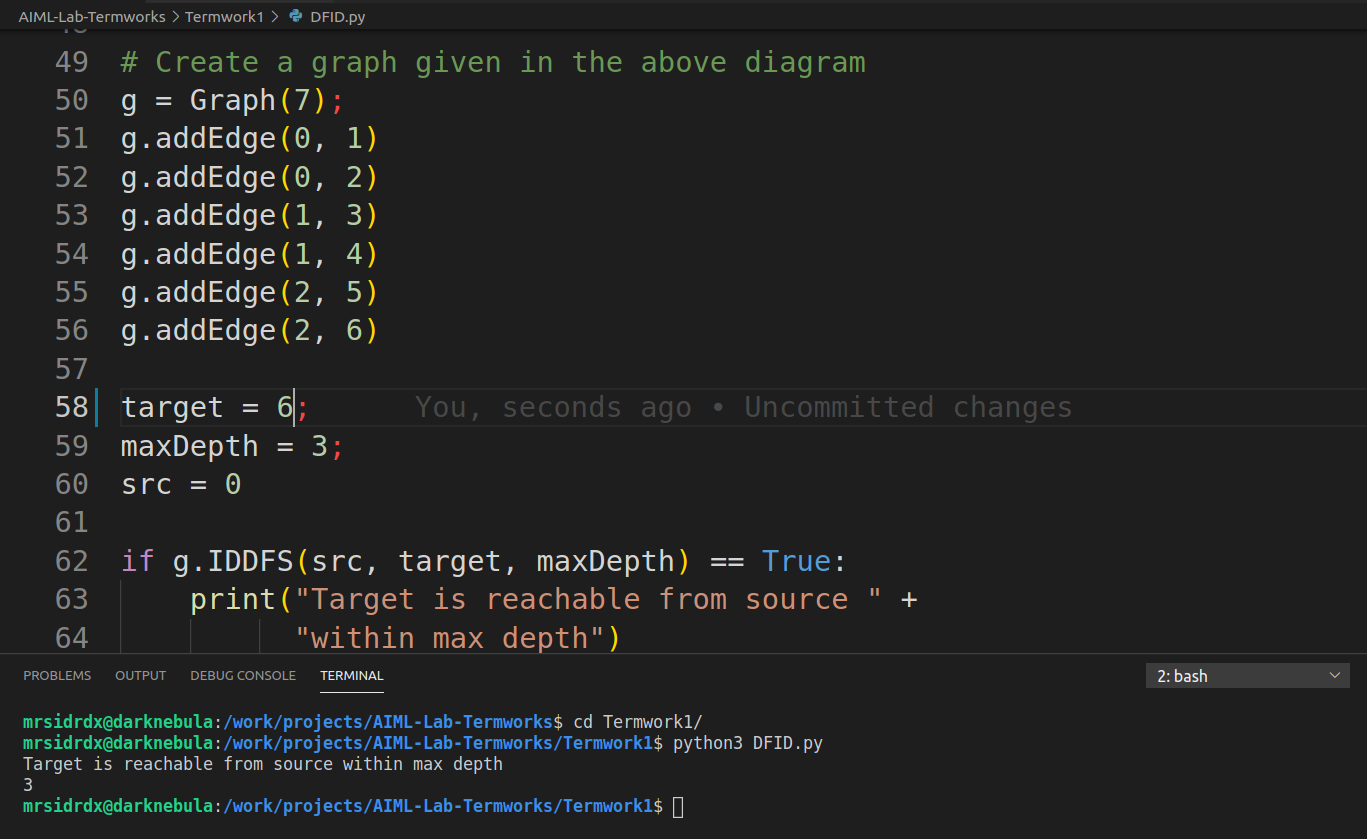 AIML-Lab-Termworks > Termwork1 > DFID.py
48
49 # Create a graph given in the above diagram
50 g = Graph(7);
51 g.addEdge(0, 1)
52 g.addEdge(0, 2)
53 g.addEdge(1, 3)
54 g.addEdge(1, 4)
55 g.addEdge(2, 5)
56 g.addEdge(2, 6)
57
58 target = 6; You, seconds ago • Uncommitted changes
59 maxDepth = 3;
60 src = 0
61
62 if g.IDDFS(src, target, maxDepth) == True:
63 print("Target is reachable from source " +
64 "within max depth")
PROBLEMS OUTPUT DEBUG CONSOLE TERMINAL 2: bash
mrsidrdx@darknebula:/work/projects/AIML-Lab-Termworks$ cd Termwork1/
mrsidrdx@darknebula:/work/projects/AIML-Lab-Termworks/Termwork1$ python3 DFID.py
Target is reachable from source within max depth
3
mrsidrdx@darknebula:/work/projects/AIML-Lab-Termworks/Termwork1$